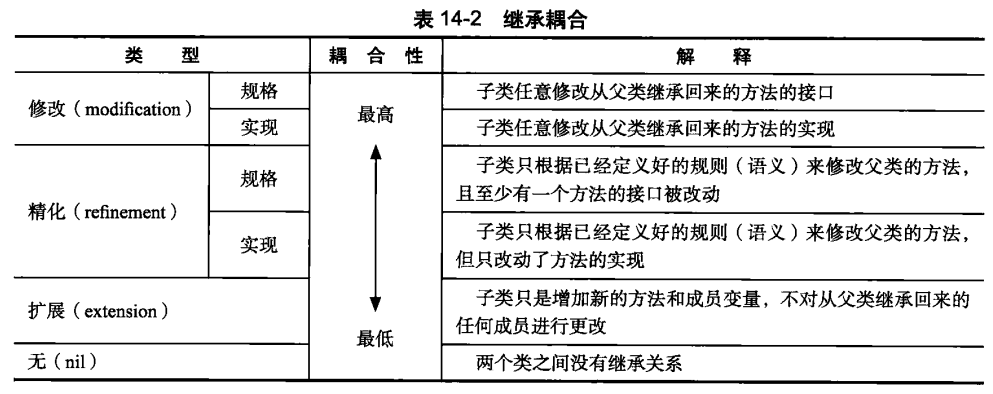 表 14-2 继承耦合
类 型 耦 合 性 解 释
修改（modification） 规格 最高 子类任意修改从父类继承回来的方法的接口
实现 子类任意修改从父类继承回来的方法的实现
精化（refinement） 规格 子类只根据已经定义好的规则（语义）来修改父类的方法，
且至少有一个方法的接口被改动
实现 子类只根据已经定义好的规则（语义）来修改父类的方法，
但只改动了方法的实现
扩展（extension） 最低 子类只是增加新的方法和成员变量，不对从父类继承回来的
任何成员进行更改
无（nil） 两个类之间没有继承关系